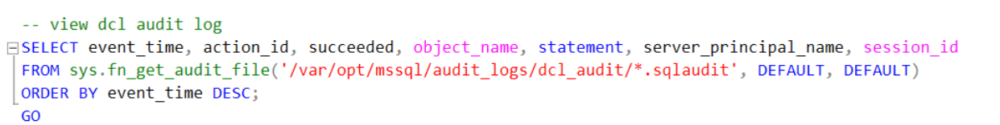 -- view dcl audit log
SELECT event_time, action_id, succeeded, object_name, statement, server_principal_name, session_id
FROM sys.fn_get_audit_file('/var/opt/mssql/audit_logs/dcl_audit/*.sqlaudit', DEFAULT, DEFAULT)
ORDER BY event_time DESC;
GO